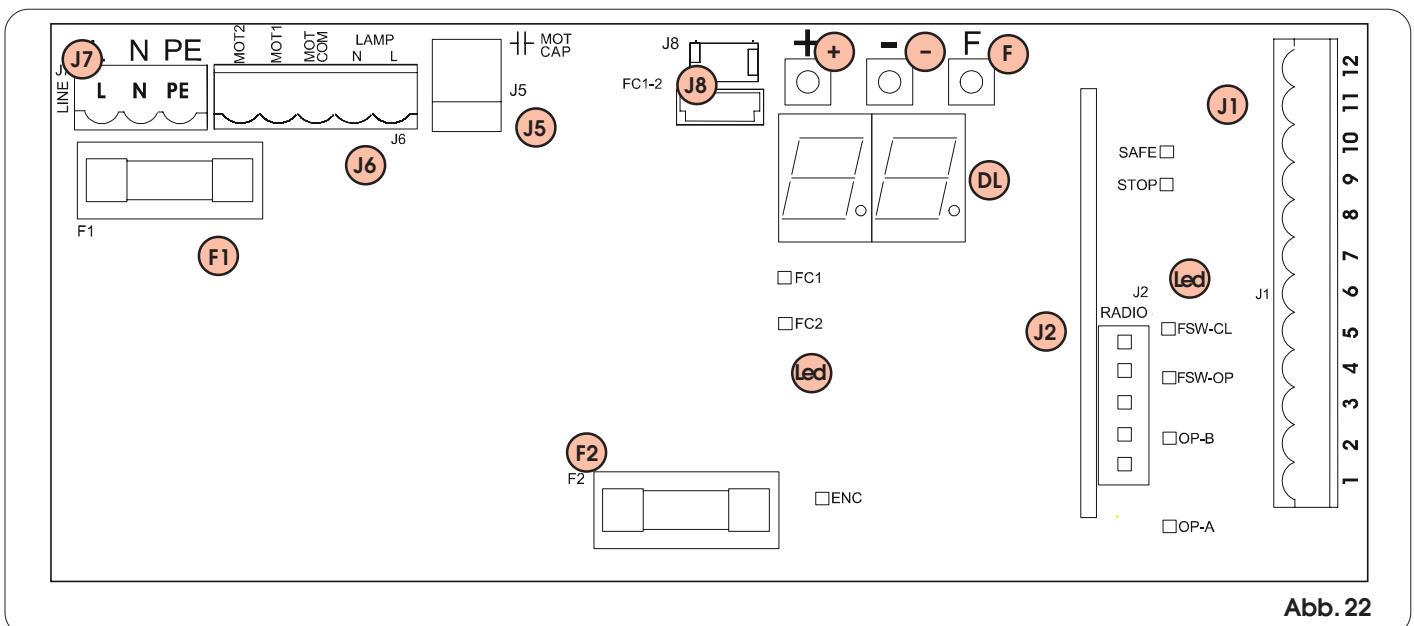 J7
L N PE
L N PE
LINE
MOT2
MOT1
MOT COM
LAMP
N L
J6
J6
MOT
CAP
J5
J5
J8
FC1-2
J8
+ + - - F F
J1
SAFE
STOP
DL
F1
F1
FC1
FC2
Led
J2
RADIO
J2
Led
FSW-CL
FSW-OP
OP-B
OP-A
J1
12
11
10
9
8
7
6
5
4
3
2
1
F2
F2
ENC
Abb. 22